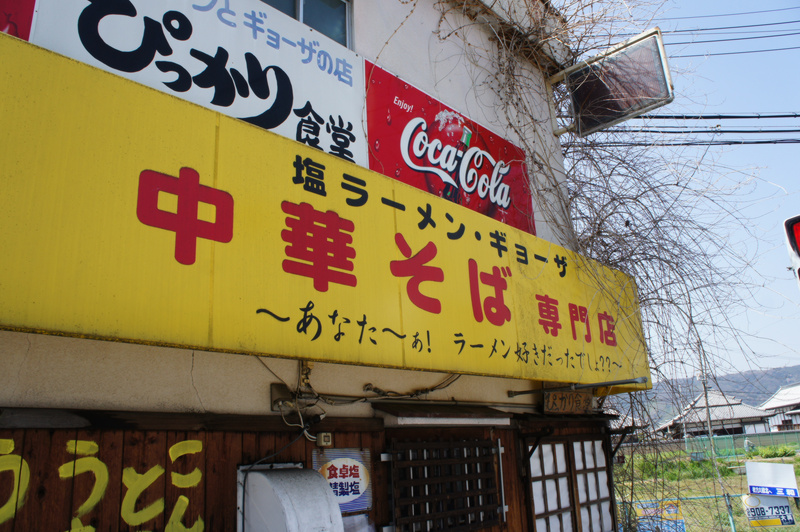 うとギョーザの店
ぴっかり
食堂
Enjoy!
Coca-Cola
塩ラーメン・ギョーザ
中華そば 専門店
～あなた～ぁ! ラーメン好きだったでしょ??～
うどん
食卓塩
精製塩
908-7337